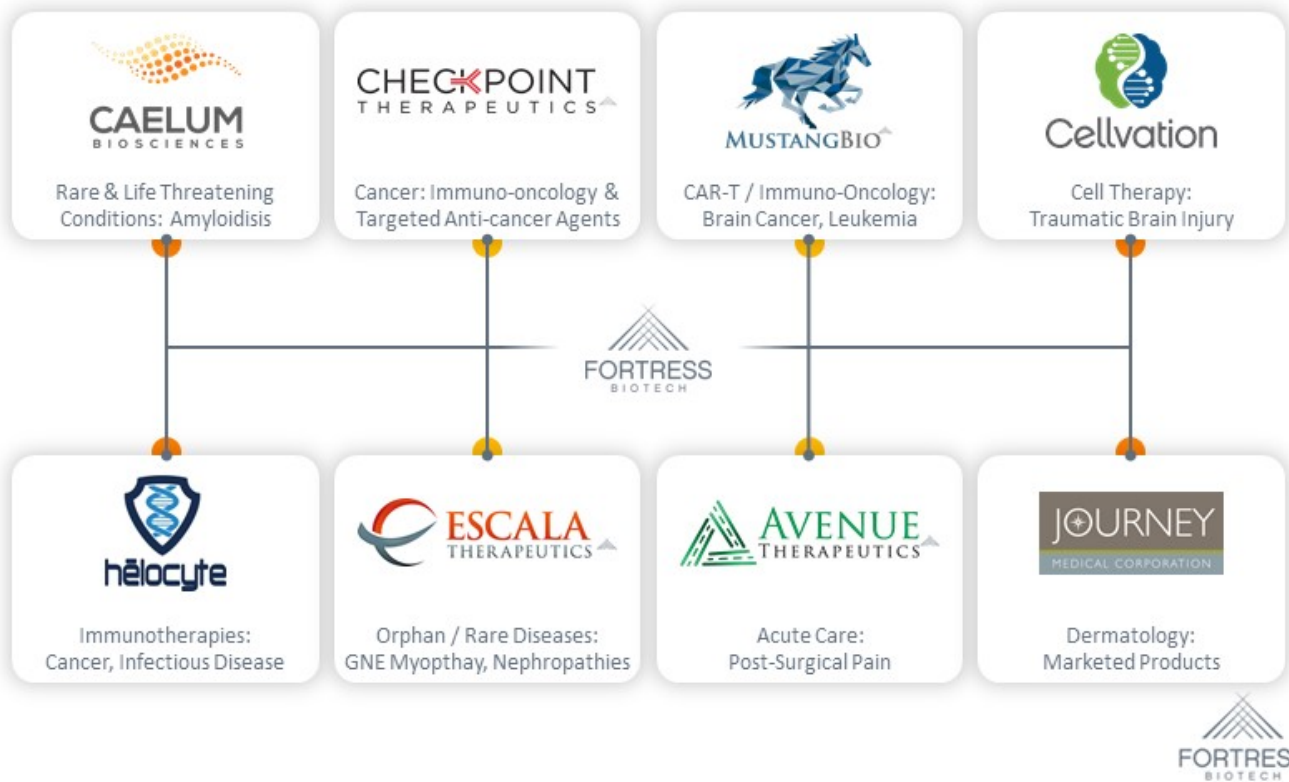 CAELUM
BIOSCIENCES
Rare & Life Threatening
Conditions: Amyloidisis
CHECKPOINT
THERAPEUTICS
Cancer: Immuno-oncology &
Targeted Anti-cancer Agents
MUSTANGBIO
CAR-T / Immuno-Oncology:
Brain Cancer, Leukemia
Cellvation
Cell Therapy:
Traumatic Brain Injury
FORTRESS
BIOTECH
hēlocyte
Immunotherapies:
Cancer, Infectious Disease
ESCALA
THERAPEUTICS
Orphan / Rare Diseases:
GNE Myopthay, Nephropathies
AVENUE
THERAPEUTICS
Acute Care:
Post-Surgical Pain
JOURNEY
MEDICAL CORPORATION
Dermatology:
Marketed Products
FORTRES
BIOTECH